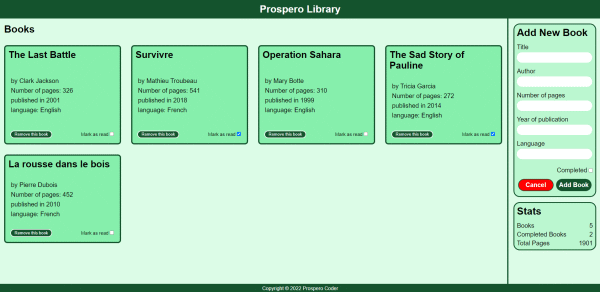 Prospero Library
Books
The Last Battle
by Clark Jackson
Number of pages: 326
published in 2001
language: English
Remove this book
Mark as read
Survivre
by Mathieu Troubeau
Number of pages: 541
published in 2018
language: French
Remove this book
Mark as read
Operation Sahara
by Mary Botte
Number of pages: 310
published in 1999
language: English
Remove this book
Mark as read
The Sad Story of
Pauline
by Tricia Garcia
Number of pages: 272
published in 2014
language: English
Remove this book
Mark as read
La rousse dans le bois
by Pierre Dubois
Number of pages: 452
published in 2010
language: French
Remove this book
Mark as read
Add New Book
Title
Author
Number of pages
Year of publication
Language
Completed
Cancel
Add Book
Stats
Books 5
Completed Books 2
Total Pages 1901
Copyright © 2022 Prospero Coder